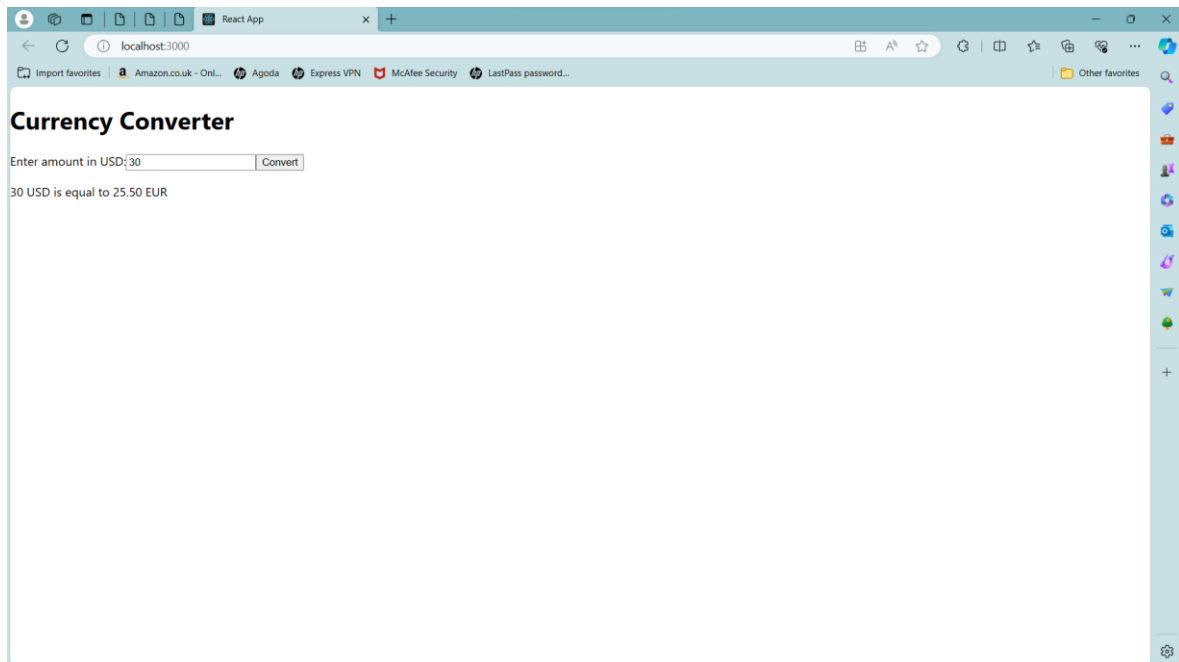 React App
localhost:3000
Import favorites Amazon.co.uk - Onl... Agoda Express VPN McAfee Security LastPass password... Other favorites
Currency Converter
Enter amount in USD: 30 Convert
30 USD is equal to 25.50 EUR